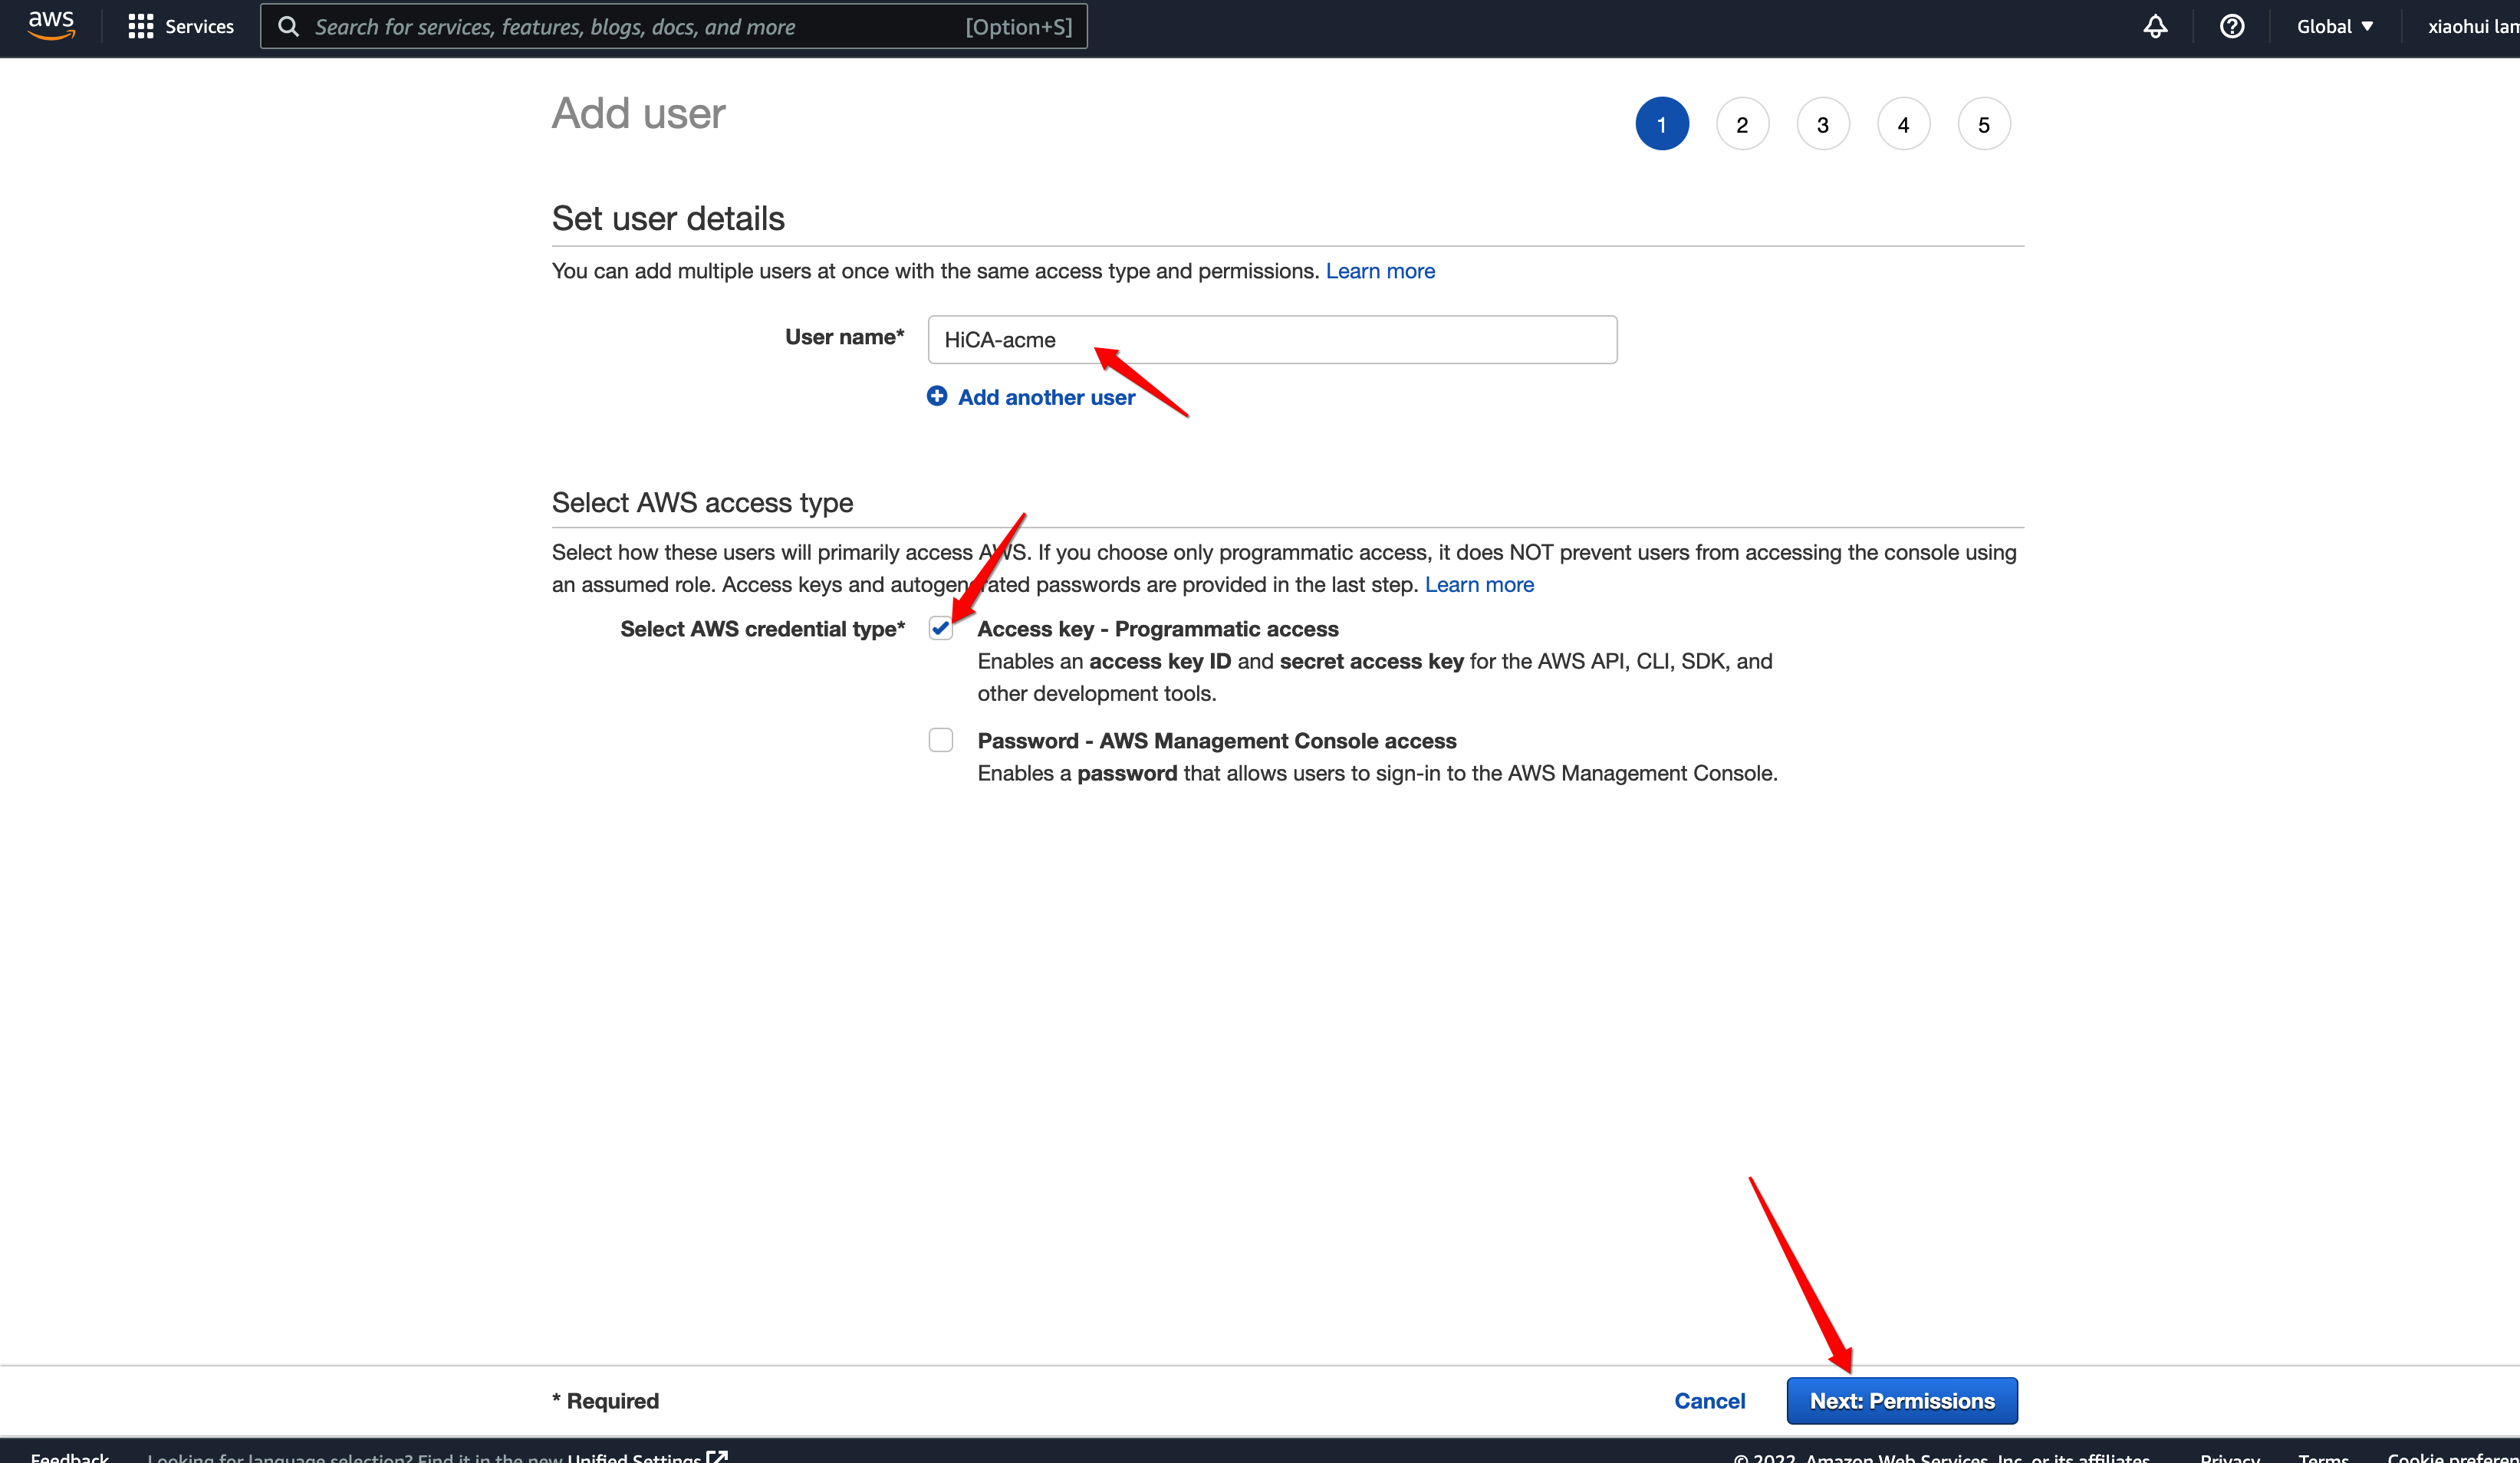 aws
Services
Search for services, features, blogs, docs, and more
[Option+S]
Global
xiaohui lam
Add user
1
2
3
4
5
Set user details
You can add multiple users at once with the same access type and permissions. Learn more
User name*
HiCA-acme
Add another user
Select AWS access type
Select how these users will primarily access AWS. If you choose only programmatic access, it does NOT prevent users from accessing the console using
an assumed role. Access keys and autogenerated passwords are provided in the last step. Learn more
Select AWS credential type*
Access key - Programmatic access
Enables an access key ID and secret access key for the AWS API, CLI, SDK, and
other development tools.
Password - AWS Management Console access
Enables a password that allows users to sign-in to the AWS Management Console.
* Required
Cancel
Next: Permissions
Feedback
Looking for language selection? Find it in the new Unified Settings
© 2022, Amazon Web Services, Inc. or its affiliates.
Privacy
Terms
Cookie